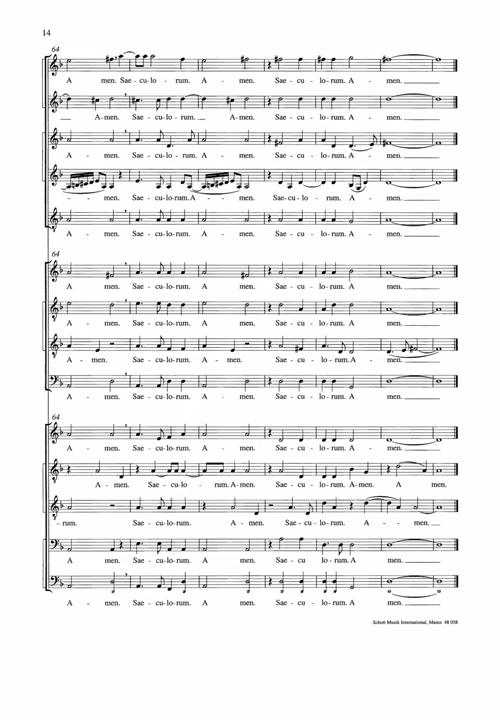 14
64
A - men. Sae - cu - lo - rum. A - men. Sae - cu - lo - rum. A men.
A - men. Sae - cu - lo - rum. A - men. Sae - cu - lo - rum. A men.
A - men. Sae - cu - lo - rum. A - men. Sae - cu - lo - rum. A - men.
A - men. Sae - cu - lo - rum. A - men. Sae - cu - lo - rum. A - men.
A - men. Sae - cu - lo - rum. A - men. Sae - cu - lo - rum. A men.
64
A - men. Sae - cu - lo - rum. A - men. Sae - cu - lo - rum. A men.
A - men. Sae - cu - lo - rum. A - men. Sae - cu - lo - rum. A men.
A - men. Sae - cu - lo - rum. A - men. Sae - cu - lo - rum. A - men.
A - men. Sae - cu - lo - rum. A - men. Sae - cu - lo - rum. A men.
64
A - men. Sae - cu - lo - rum. A - men. Sae - cu - lo - rum. A men.
A - men. Sae - cu - lo - rum. A - men. Sae - cu - lo - rum. A - men. A men.
rum. Sae - cu - lo - rum. A - men. Sae - cu - lo - rum. A - men.
A men. Sae - cu - lo - rum. A - men. Sae - cu - lo - rum. A men.
A - men. Sae - cu - lo - rum. A - men. Sae - cu - lo - rum. A men.
Schott Musik International, Mainz 48 058